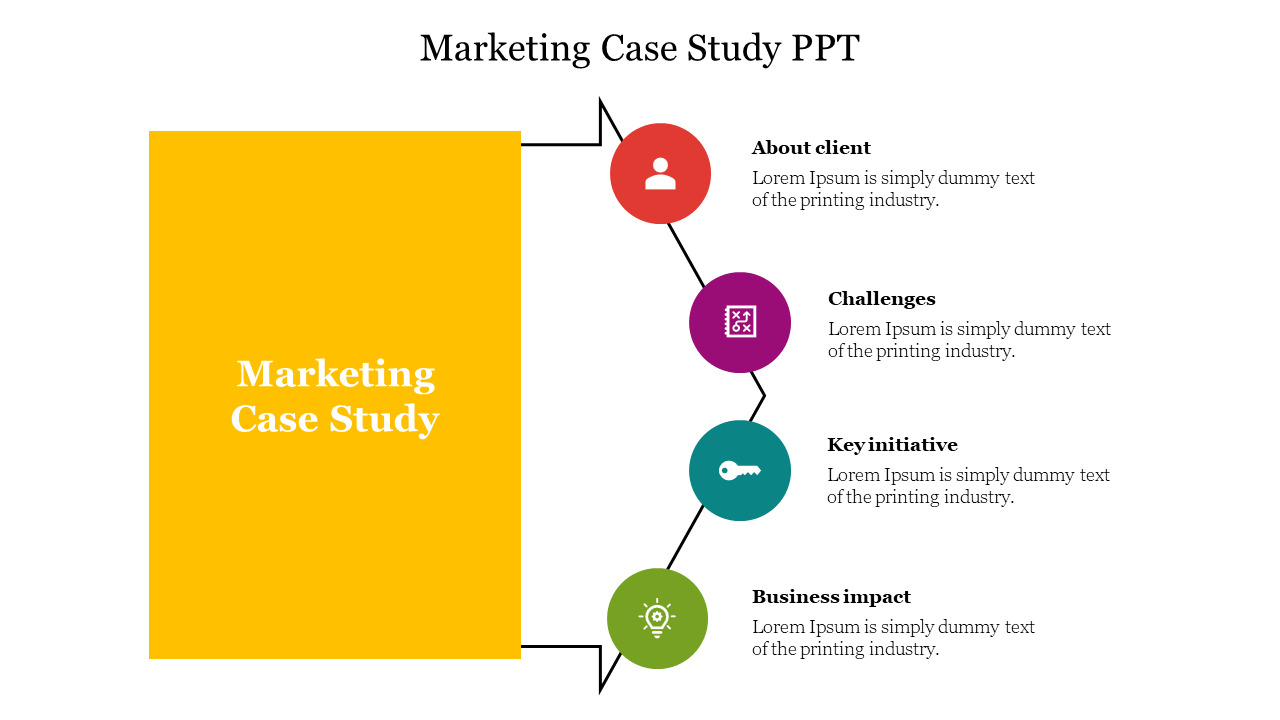 Marketing Case Study PPT
Marketing
Case Study
About client
Lorem Ipsum is simply dummy text
of the printing industry.
Challenges
Lorem Ipsum is simply dummy text
of the printing industry.
Key initiative
Lorem Ipsum is simply dummy text
of the printing industry.
Business impact
Lorem Ipsum is simply dummy text
of the printing industry.